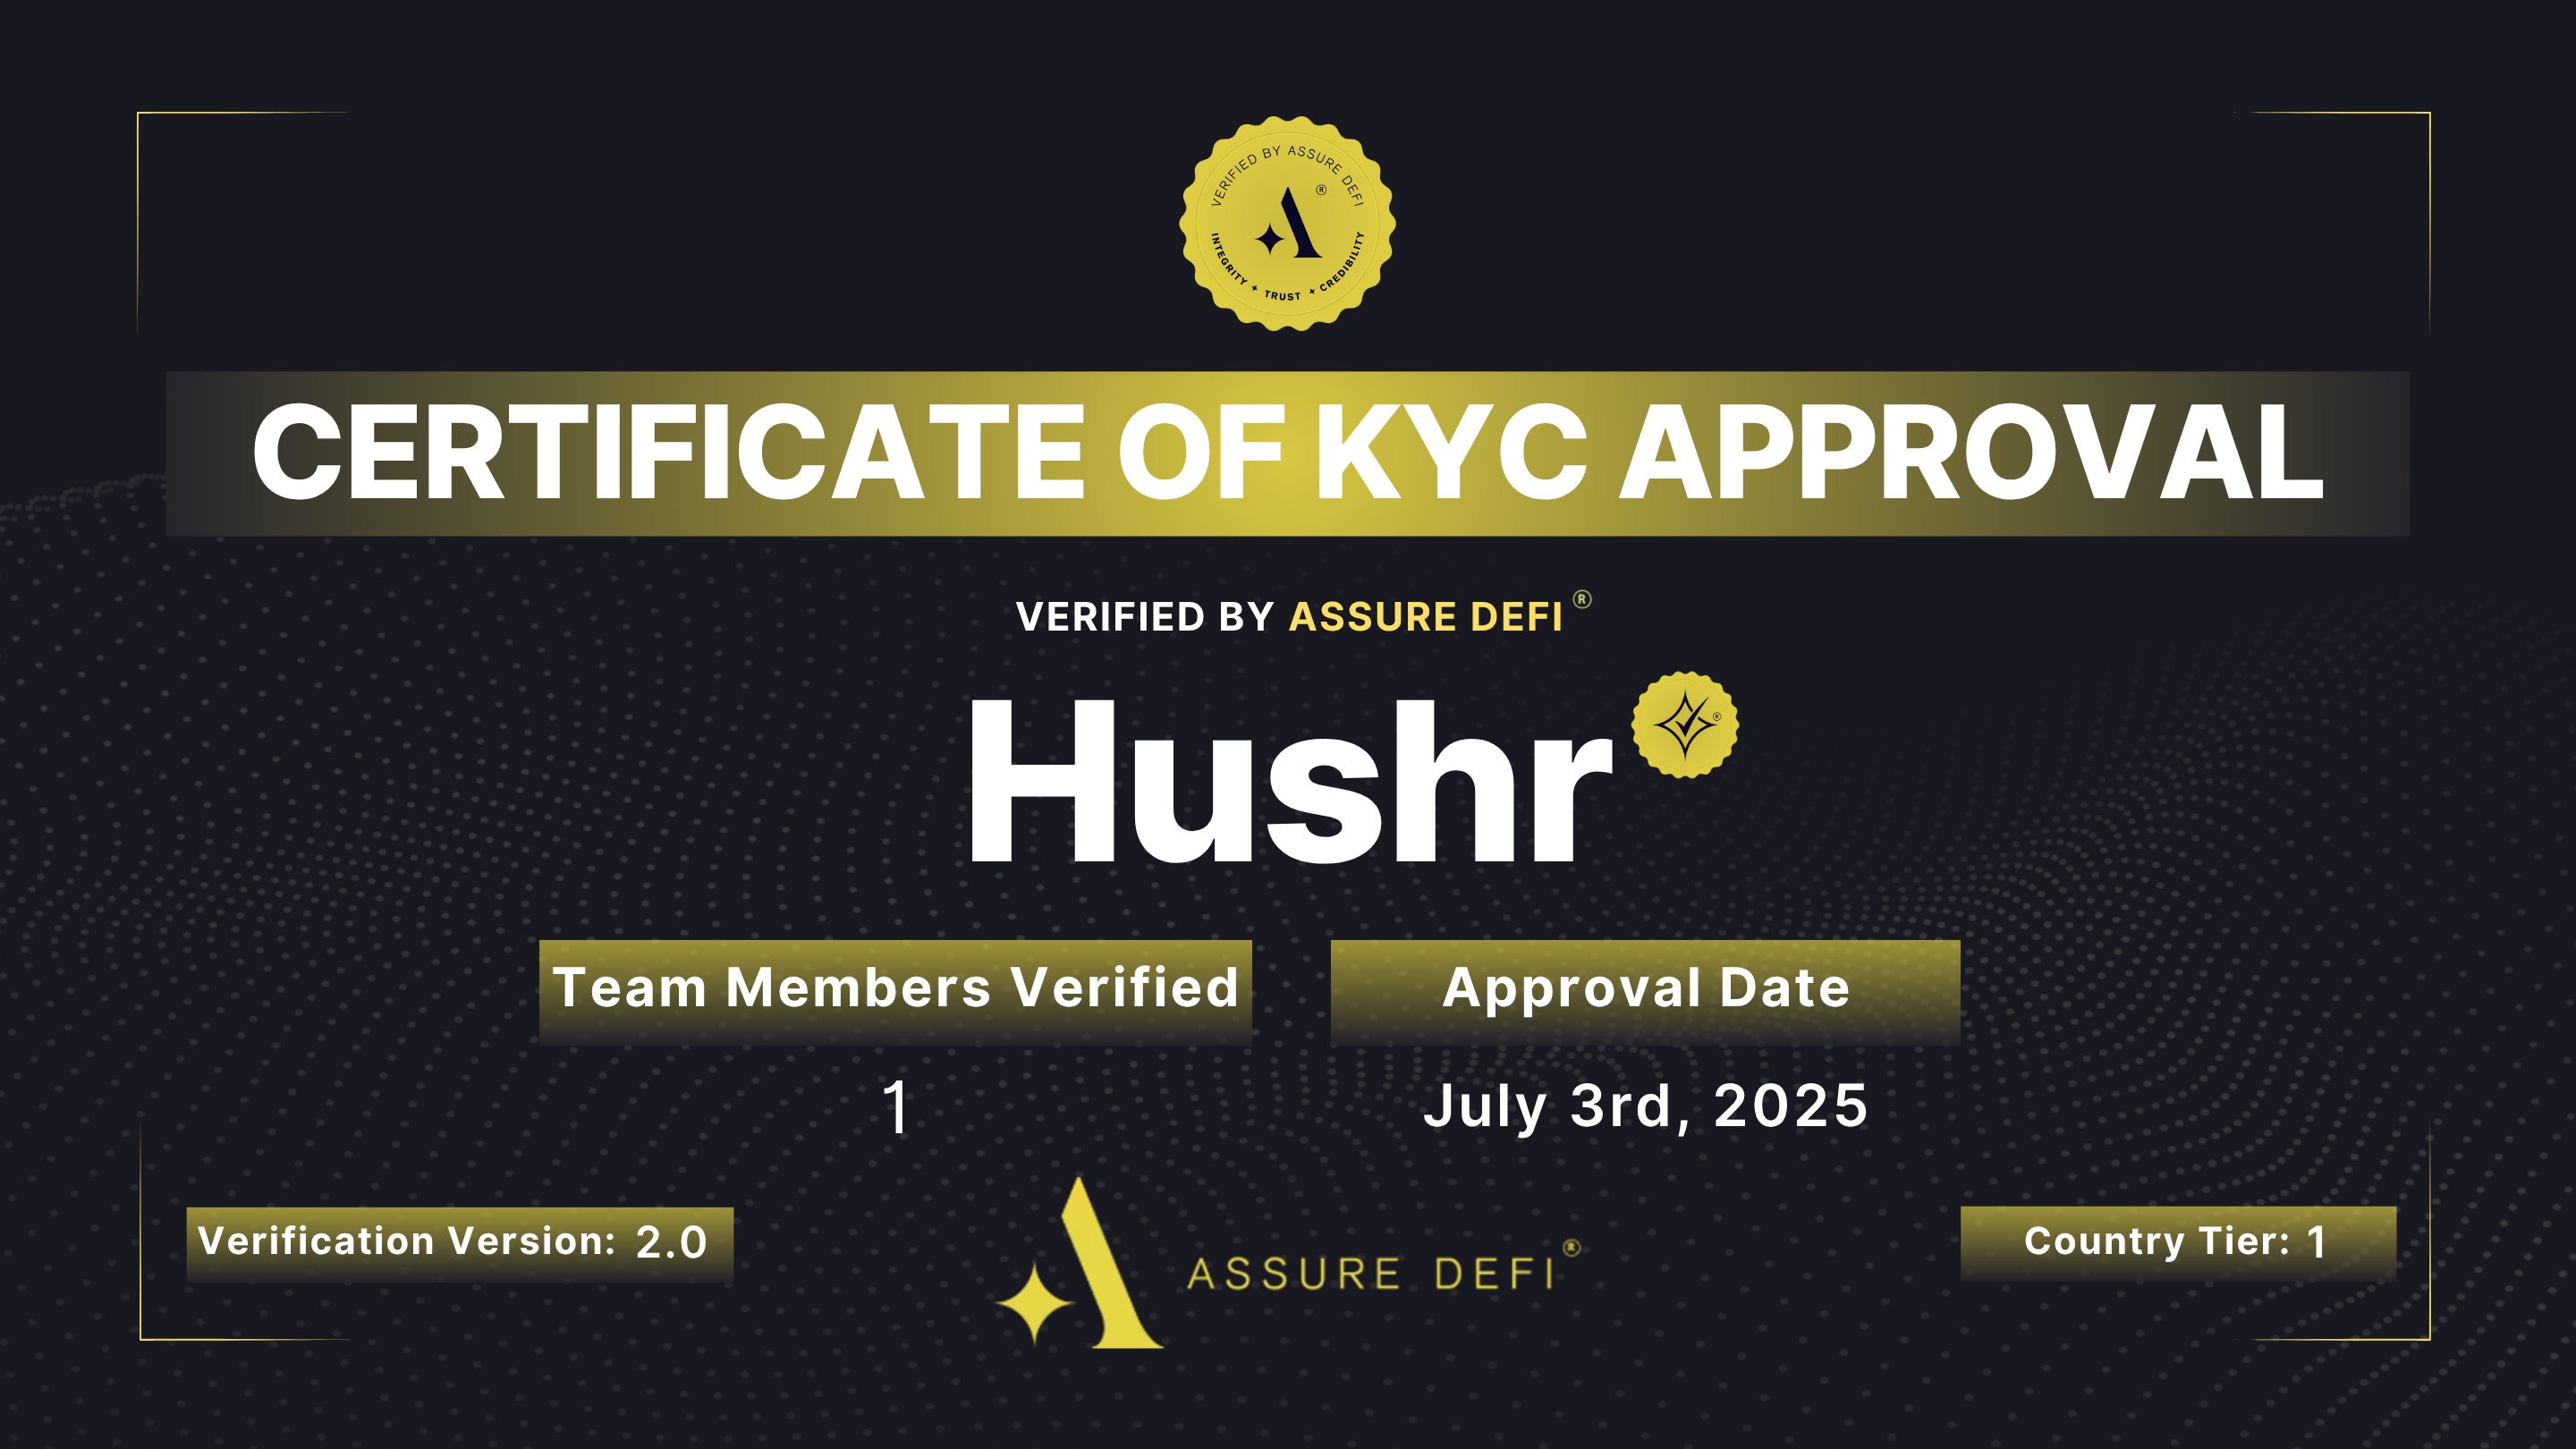 VERIFIED BY ASSURE DEFI
A ®
INTEGRITY ✦ TRUST ✦ CREDIBILITY
CERTIFICATE OF KYC APPROVAL
VERIFIED BY ASSURE DEFI ®
Hushr
®
Team Members Verified
1
Approval Date
July 3rd, 2025
Verification Version: 2.0
ASSURE DEFI ®
Country Tier: 1